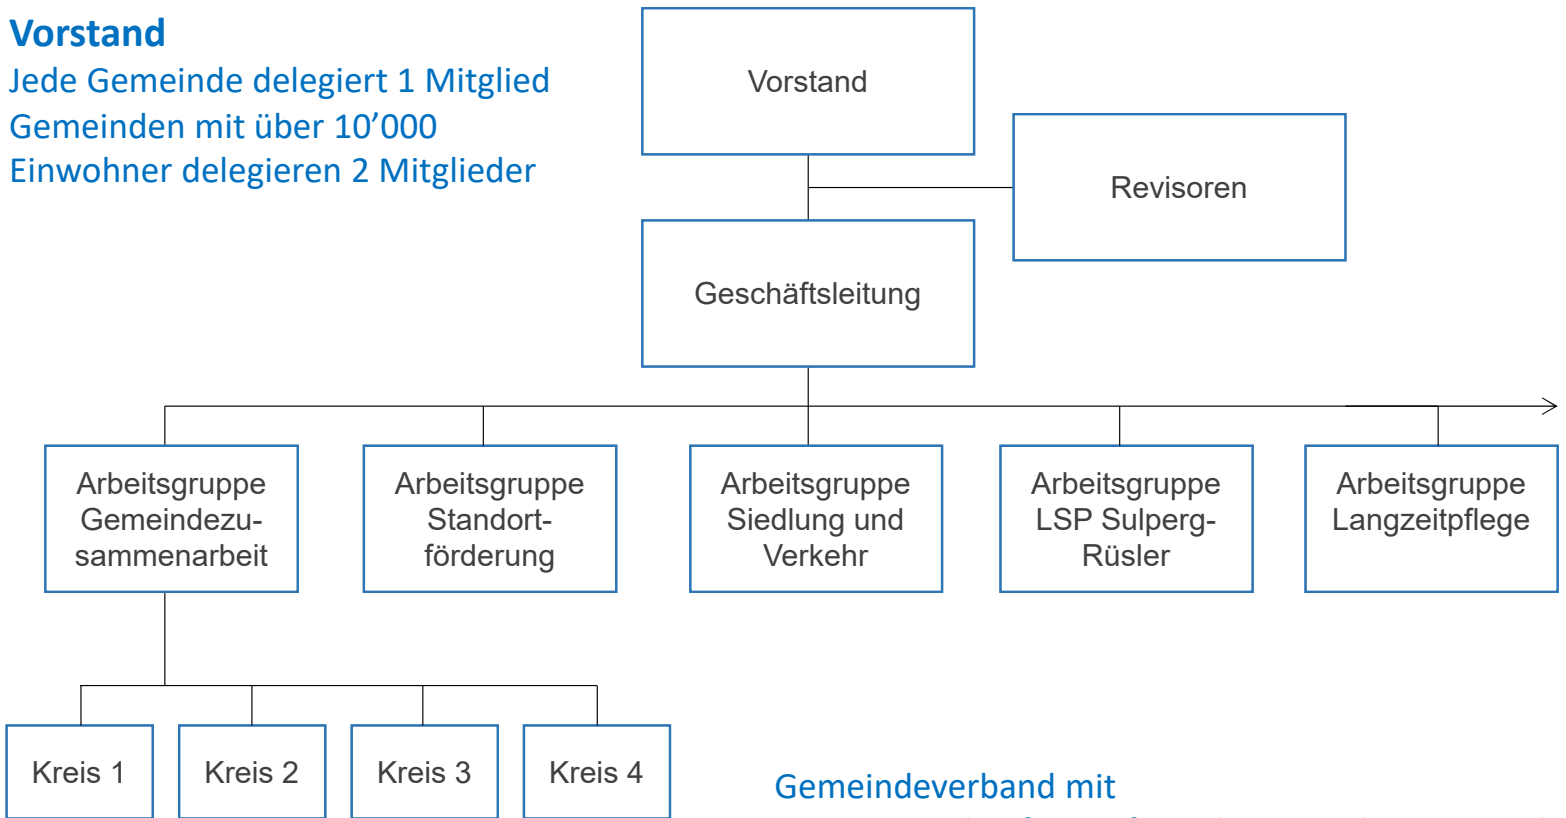 Vorstand
Jede Gemeinde delegiert 1 Mitglied
Gemeinden mit über 10’000
Einwohner delegieren 2 Mitglieder
Vorstand
Revisoren
Geschäftsleitung
Arbeitsgruppe
Gemeindezu-
sammenarbeit
Arbeitsgruppe
Standort-
förderung
Arbeitsgruppe
Siedlung und
Verkehr
Arbeitsgruppe
LSP Sulperg-
Rüsler
Arbeitsgruppe
Langzeitpflege
Kreis 1
Kreis 2
Kreis 3
Kreis 4
Gemeindeverband mit